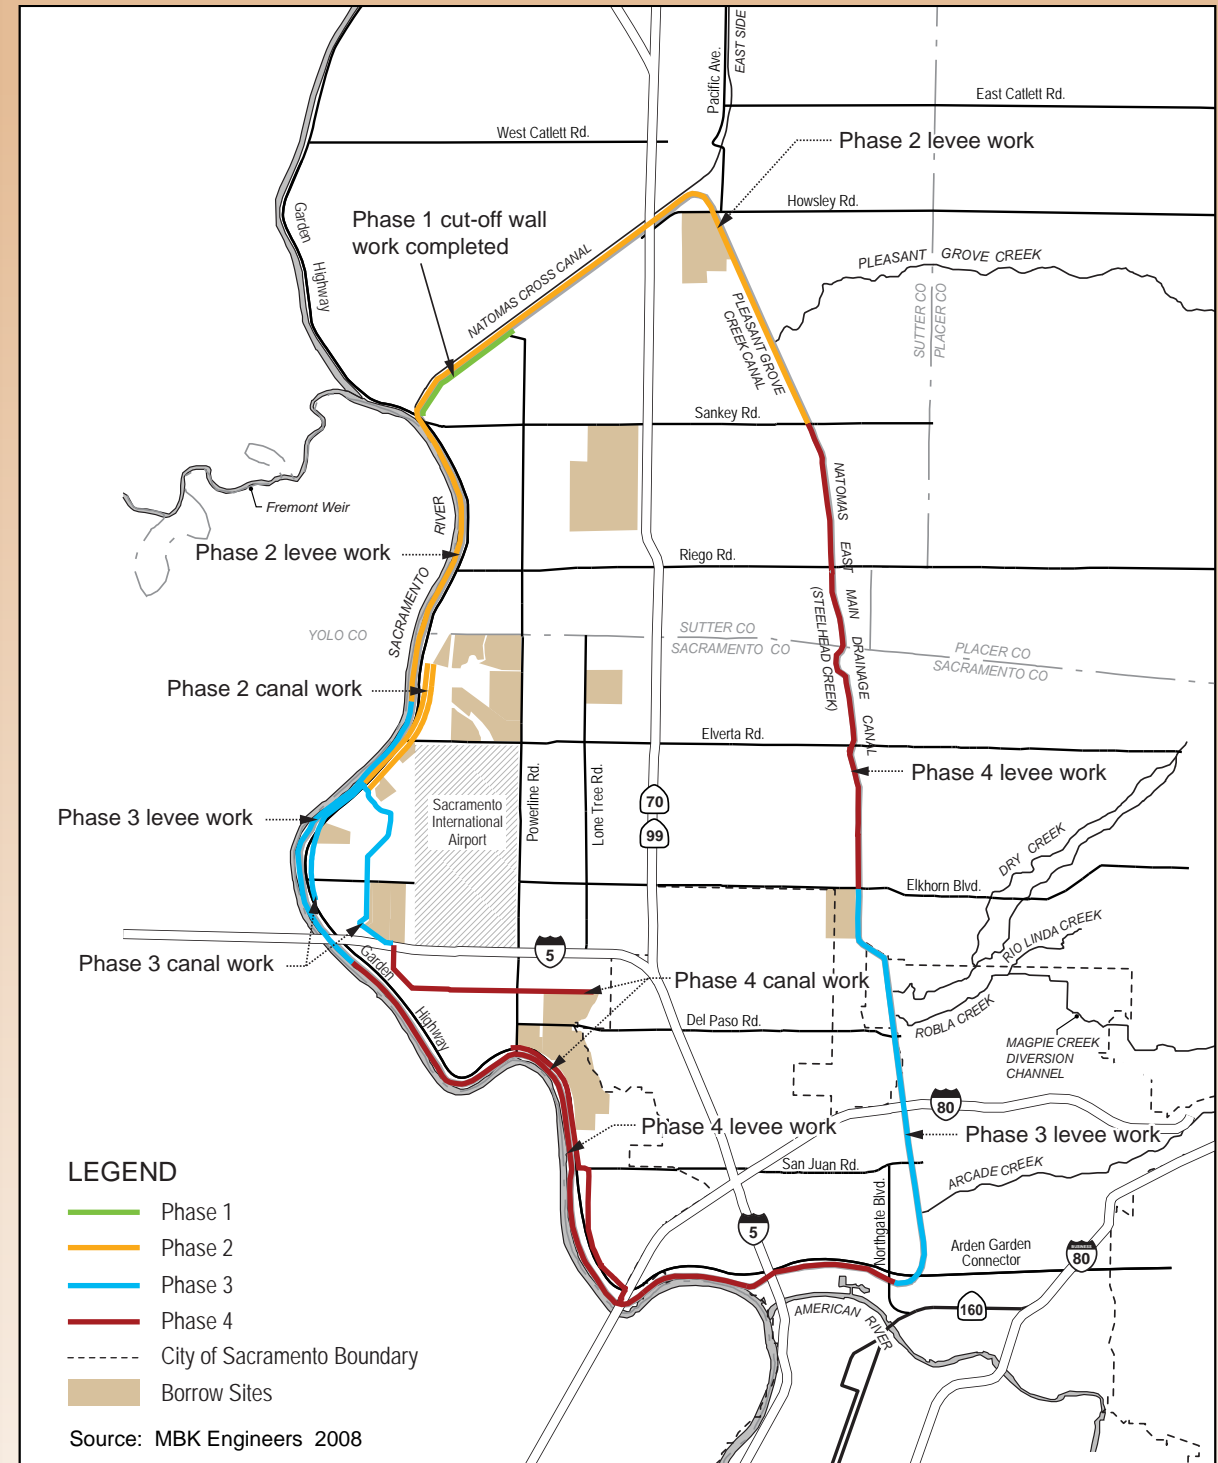 Pacific Ave.
EAST SIDE
East Catlett Rd.
West Catlett Rd.
Phase 2 levee work
Howsley Rd.
Garden
Highway
Phase 1 cut-off wall
work completed
NATOMAS CROSS CANAL
PLEASANT GROVE CREEK
SUTTER CO
PLACER CO
PLEASANT GROVE
CREEK CANAL
Sankey Rd.
Fremont Weir
RIVER
SACRAMENTO
Phase 2 levee work
NATOMAS EAST MAIN DRAINAGE CANAL
(STEELHEAD CREEK)
Riego Rd.
YOLO CO
SUTTER CO
SACRAMENTO CO
PLACER CO
SACRAMENTO CO
Phase 2 canal work
Elverta Rd.
Phase 4 levee work
Powerline Rd.
Lone Tree Rd.
70
99
Sacramento
International
Airport
Phase 3 levee work
DRY CREEK
Elkhorn Blvd.
RIO LINDA CREEK
5
Phase 3 canal work
Garden
Highway
Phase 4 canal work
Del Paso Rd.
ROBLA CREEK
MAGPIE CREEK
DIVERSION
CHANNEL
80
Phase 4 levee work
Phase 3 levee work
San Juan Rd.
ARCADE CREEK
Northgate Blvd.
5
Arden Garden
Connector
BUSINESS
80
160
AMERICAN RIVER
LEGEND
Phase 1
Phase 2
Phase 3
Phase 4
City of Sacramento Boundary
Borrow Sites
Source: MBK Engineers 2008